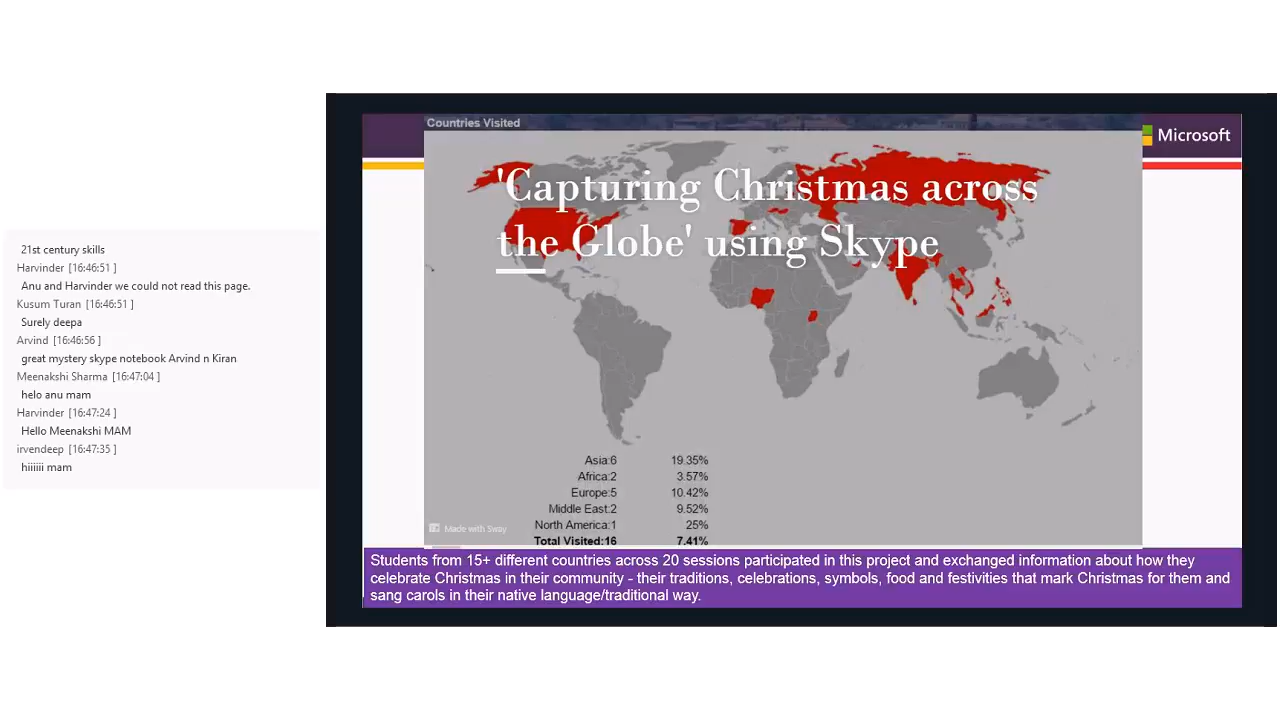 21st century skills
Harvinder [16:46:51 ]
Anu and Harvinder we could not read this page.
Kusum Turan [16:46:51 ]
Surely deepa
Arvind [16:46:56 ]
great mystery skype notebook Arvind n Kiran
Meenakshi Sharma [16:47:04 ]
helo anu mam
Harvinder [16:47:24 ]
Hello Meenakshi MAM
irvendeep [16:47:35 ]
hiiiiii mam
Countries Visited
Microsoft
'Capturing Christmas across
the Globe' using Skype
Asia:6 19.35%
Africa:2 3.57%
Europe:5 10.42%
Middle East:2 9.52%
North America:1 25%
Total Visited:16 7.41%
Made with Sway
Students from 15+ different countries across 20 sessions participated in this project and exchanged information about how they
celebrate Christmas in their community - their traditions, celebrations, symbols, food and festivities that mark Christmas for them and
sang carols in their native language/traditional way.